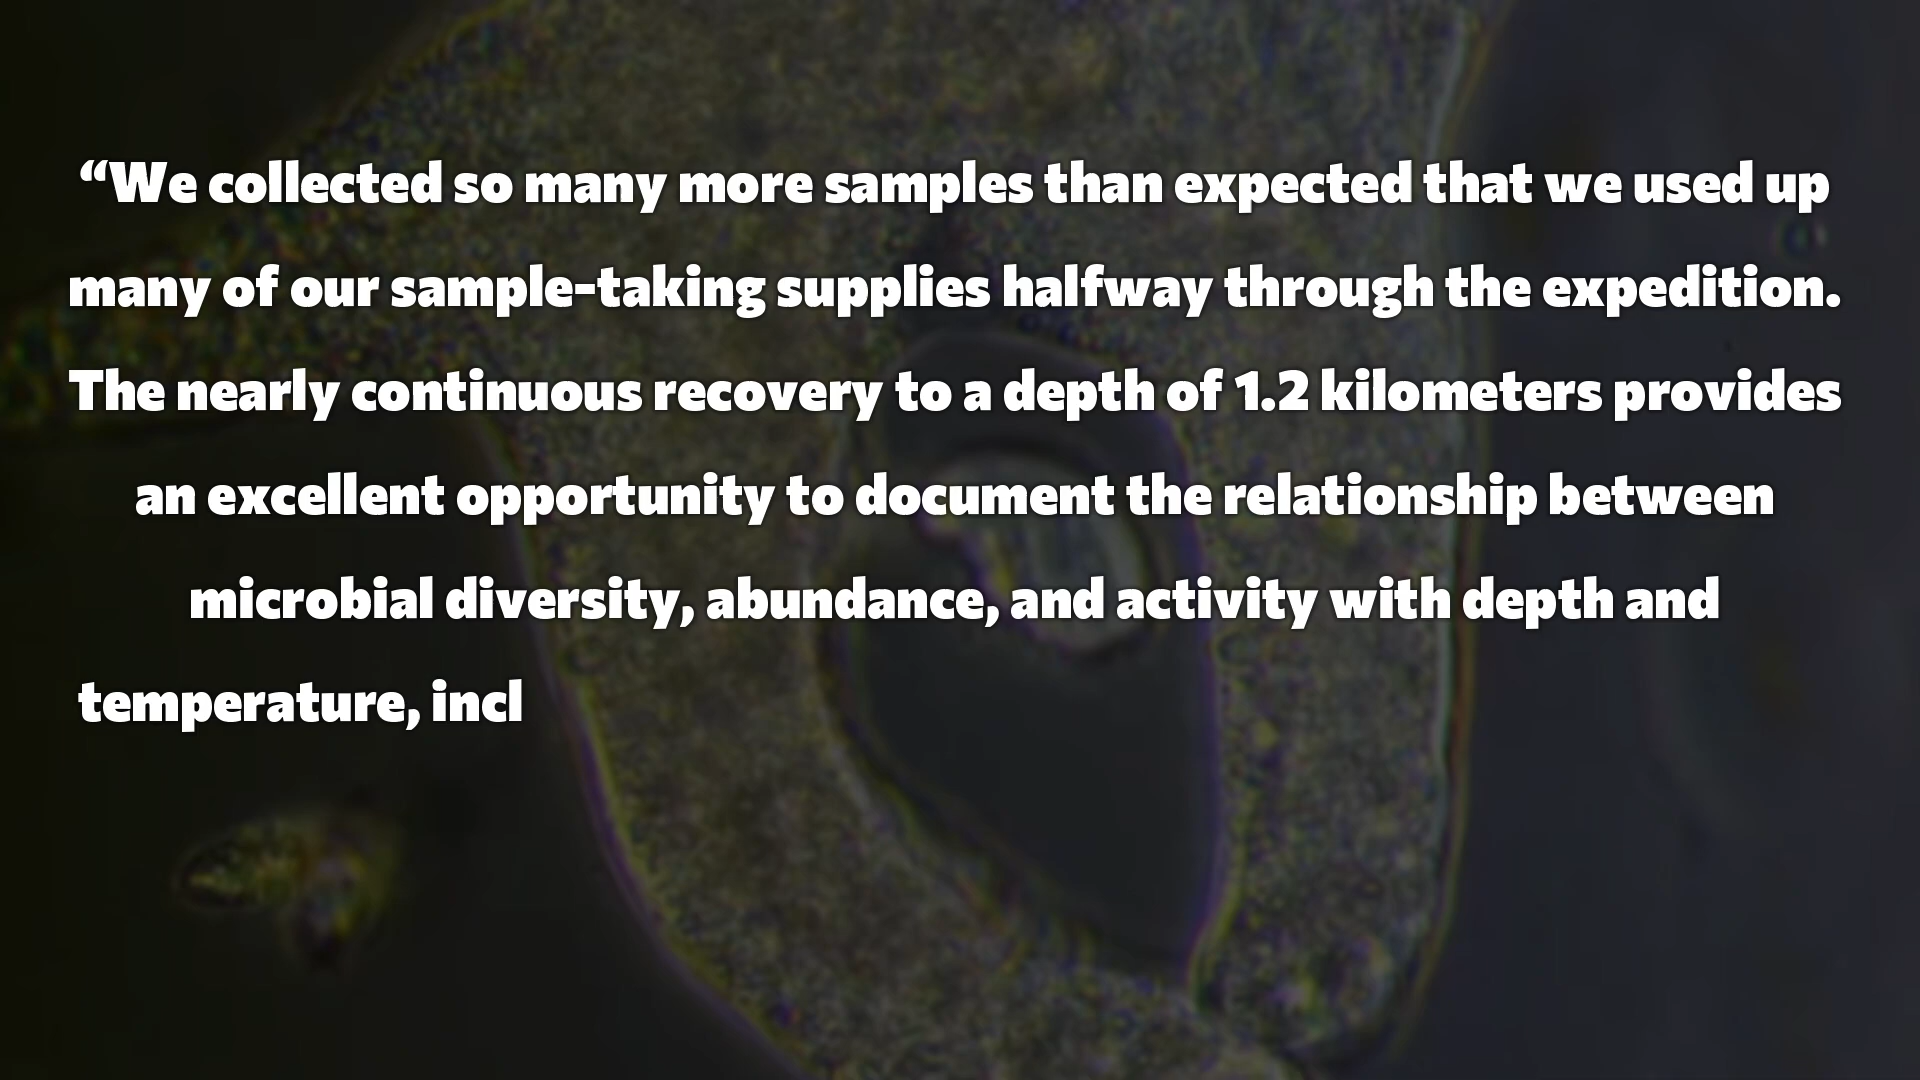 “We collected so many more samples than expected that we used up
many of our sample-taking supplies halfway through the expedition.
The nearly continuous recovery to a depth of 1.2 kilometers provides
an excellent opportunity to document the relationship between
microbial diversity, abundance, and activity with depth and
temperature, incl